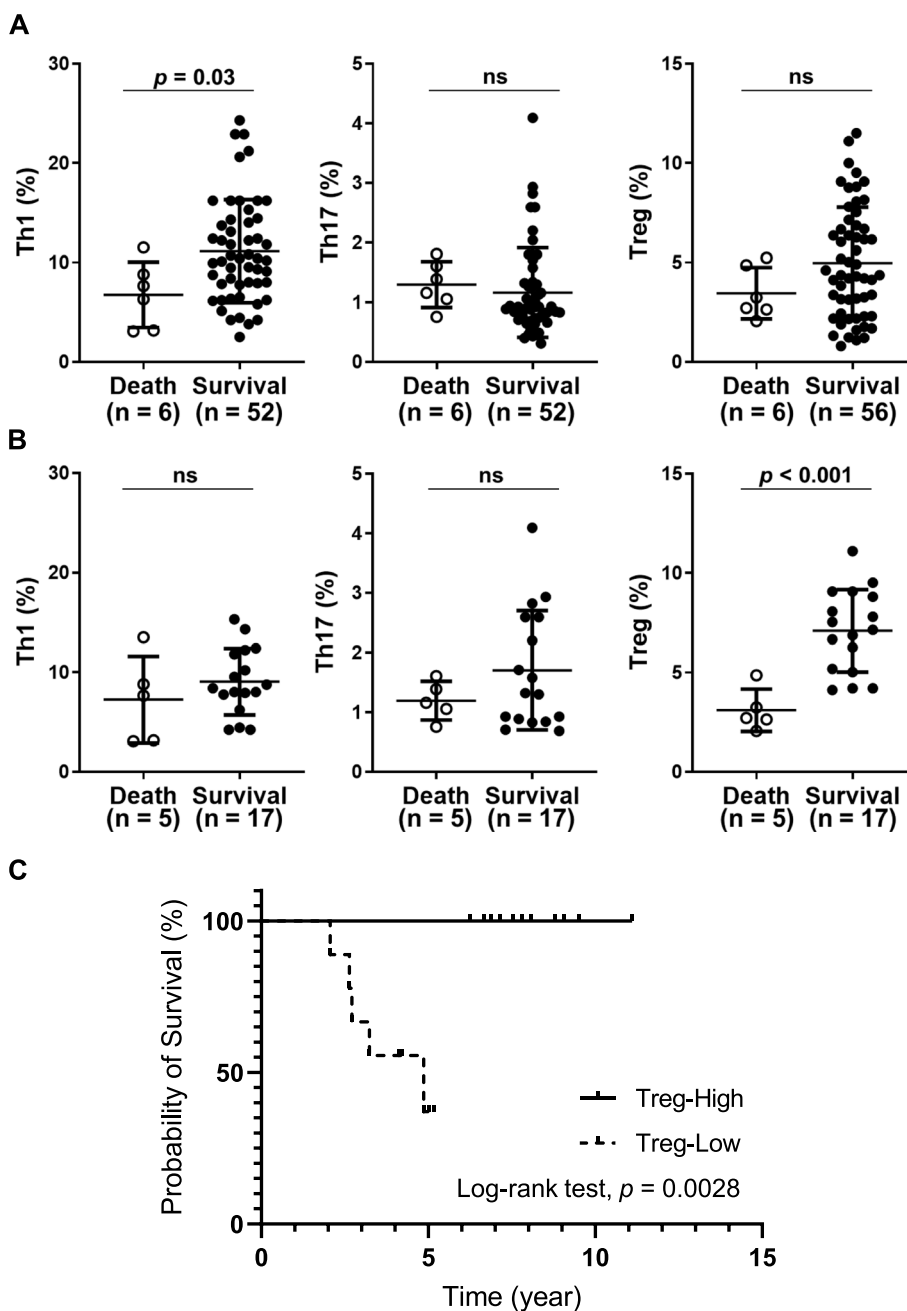 A
30
20
10
0
Th1 (%)
p = 0.03
Death
(n = 6)
Survival
(n = 52)
5
4
3
2
1
0
Th17 (%)
ns
Death
(n = 6)
Survival
(n = 52)
15
10
5
0
Treg (%)
ns
Death
(n = 6)
Survival
(n = 56)
B
30
20
10
0
Th1 (%)
ns
Death
(n = 5)
Survival
(n = 17)
5
4
3
2
1
0
Th17 (%)
ns
Death
(n = 5)
Survival
(n = 17)
15
10
5
0
Treg (%)
p < 0.001
Death
(n = 5)
Survival
(n = 17)
C
Probability of Survival (%)
100
50
0
Treg-High
Treg-Low
Log-rank test, p = 0.0028
0 5 10 15
Time (year)